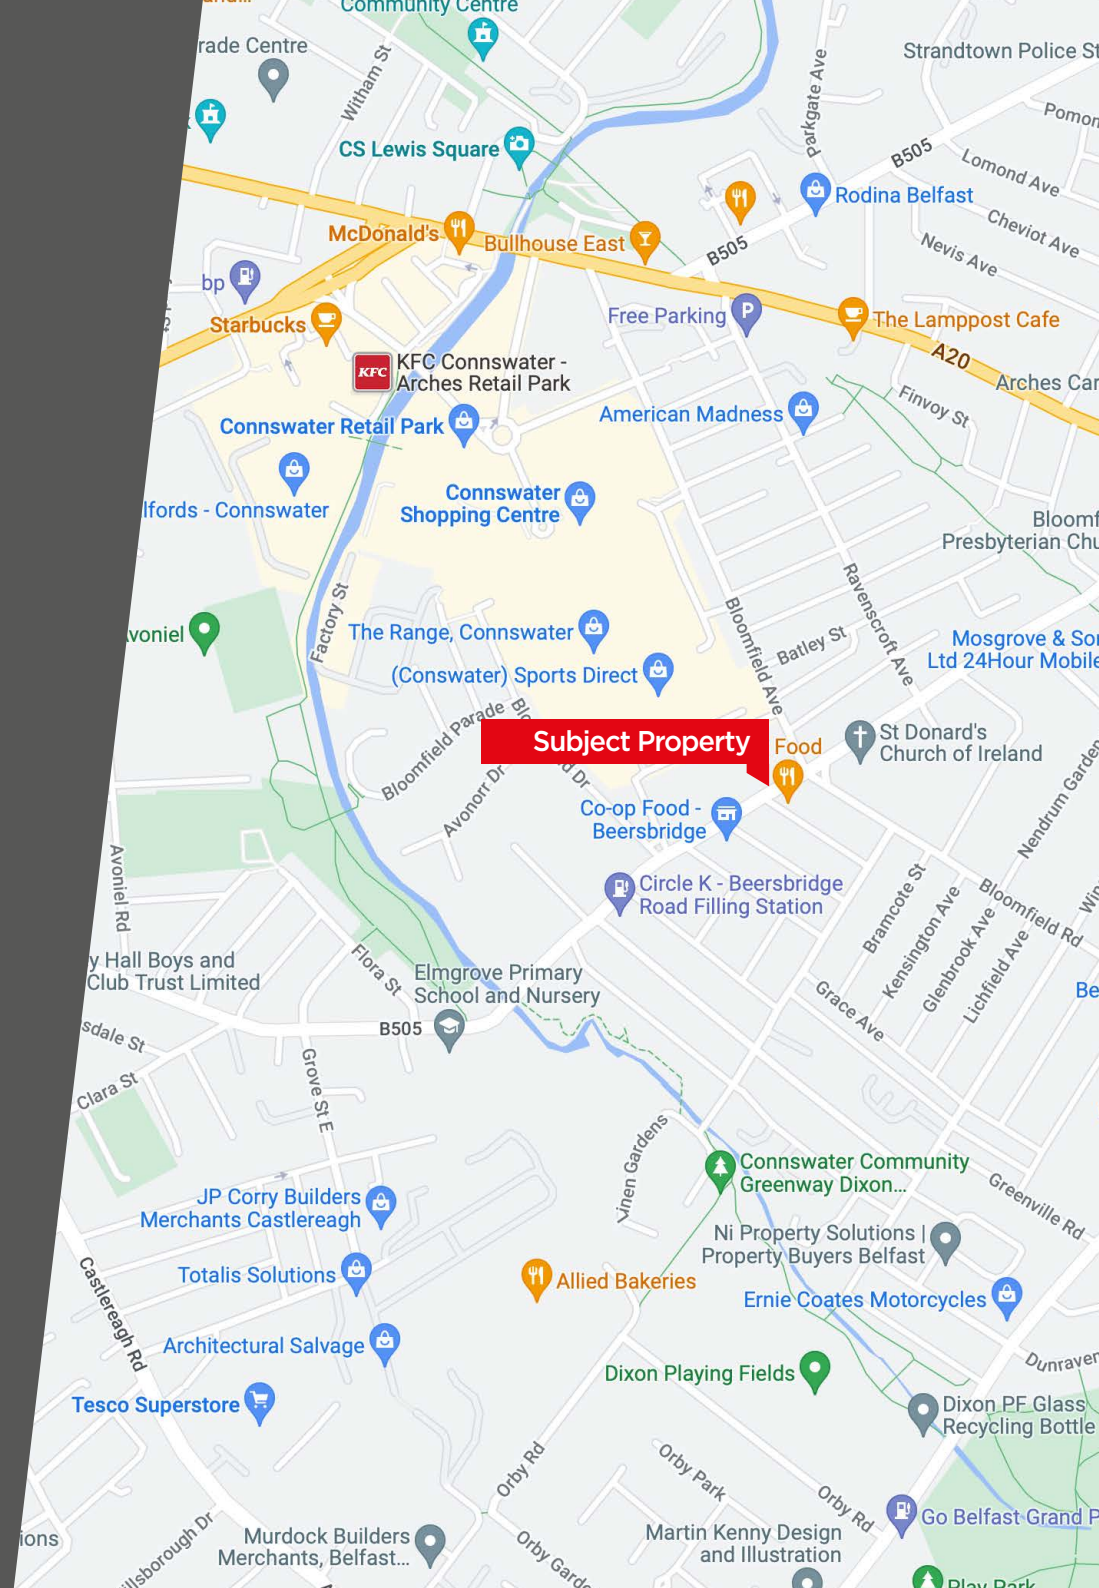 Community Centre
rade Centre
Witham St
Strandtown Police St
Parkgate Ave
CS Lewis Square
B505
Lomond Ave
Rodina Belfast
Cheviot Ave
McDonald's
Bullhouse East
B505
Nevis Ave
bp
Free Parking
Starbucks
The Lamppost Cafe
A20
KFC
KFC Connswater -
Arches Retail Park
Arches Car
Finvoy St
American Madness
Connswater Retail Park
Connswater
Shopping Centre
lfords - Connswater
Bloomf
Presbyterian Chu
Factory St
Ravenscroft Ave
Bloomfield Ave
voniel
The Range, Connswater
Batley St
Mosgrove & Son
Ltd 24Hour Mobile
(Conswater) Sports Direct
Bloomfield Parade
Blo
d Dr
Subject Property
Food
St Donard's
Church of Ireland
Avonorr Dr
Co-op Food -
Beersbridge
Nendrum Garden
Avoniel Rd
Circle K - Beersbridge
Road Filling Station
Bramcote St
Kensington Ave
Glenbrook Ave
Lichfield Ave
Bloomfield Rd
Win
y Hall Boys and
Club Trust Limited
Flora St
Elmgrove Primary
School and Nursery
Be
Grace Ave
B505
sdale St
Clara St
Grove St E
Linen Gardens
Connswater Community
Greenway Dixon...
Greenville Rd
JP Corry Builders
Merchants Castlereagh
Ni Property Solutions |
Property Buyers Belfast
Totalis Solutions
Allied Bakeries
Ernie Coates Motorcycles
Castlereagh Rd
Architectural Salvage
Dunraven
Dixon Playing Fields
Tesco Superstore
Dixon PF Glass
Recycling Bottle
Orby Rd
Orby Park
Orby Rd
Go Belfast Grand P
ions
llsborough Dr
Murdock Builders
Merchants, Belfast...
Orby Garde
Martin Kenny Design
and Illustration
Play Park